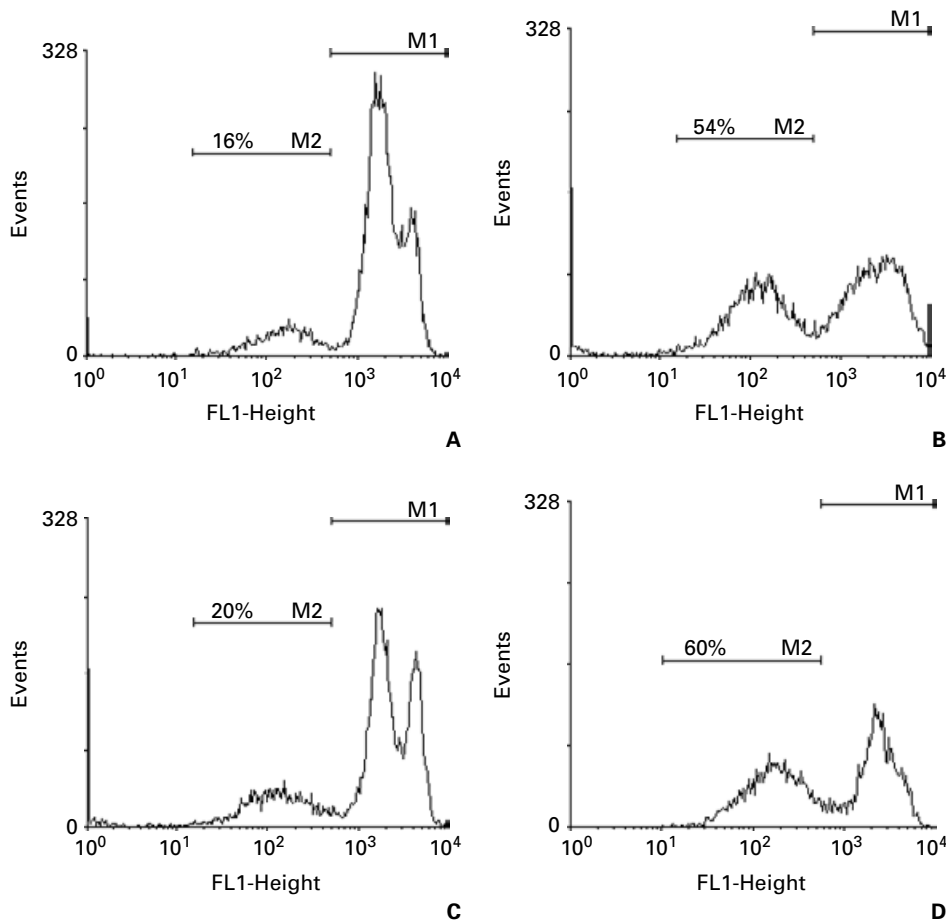 M1
328
16% M2
Events
0
10^0 10^1 10^2 10^3 10^4
FL1-Height
A
M1
328
54% M2
Events
0
10^0 10^1 10^2 10^3 10^4
FL1-Height
B
M1
328
20% M2
Events
0
10^0 10^1 10^2 10^3 10^4
FL1-Height
C
M1
328
60% M2
Events
0
10^0 10^1 10^2 10^3 10^4
FL1-Height
D